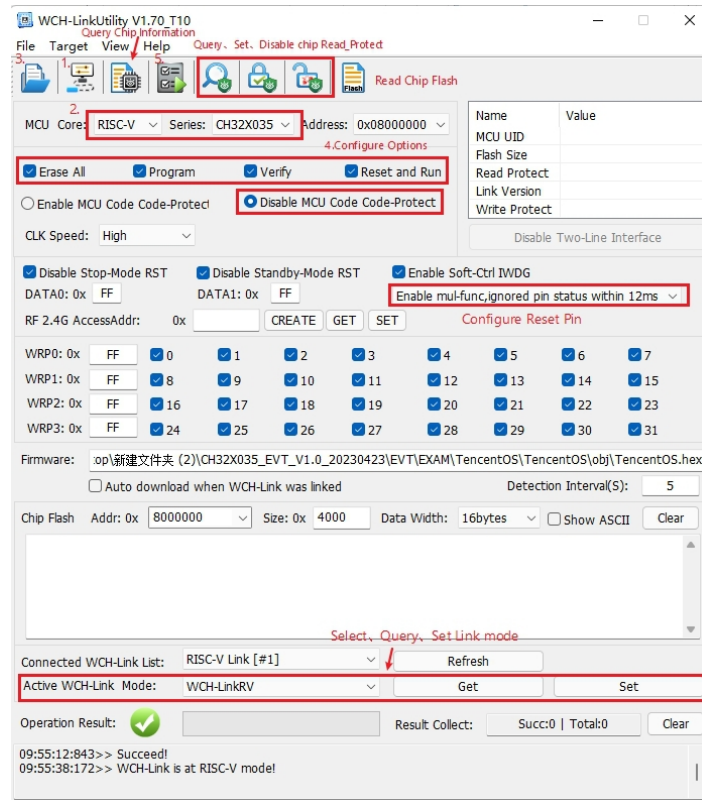 WCH-LinkUtility V1.70_T10
Query Chip Information
File Target View Help
Query、Set、Disable chip Read_Protect
3. 1. 5.
Flash
Read Chip Flash
2.
MCU Core: RISC-V Series: CH32X035 Address: 0x08000000
4.Configure Options
Erase All Program Verify Reset and Run
Enable MCU Code Code-Protect Disable MCU Code Code-Protect
CLK Speed: High
Name Value
MCU UID
Flash Size
Read Protect
Link Version
Write Protect
Disable Two-Line Interface
Disable Stop-Mode RST Disable Standby-Mode RST Enable Soft-Ctrl IWDG
DATA0: 0x FF DATA1: 0x FF Enable mul-func,ignored pin status within 12ms
RF 2.4G AccessAddr: 0x CREATE GET SET Configure Reset Pin
WRP0: 0x FF 0 1 2 3 4 5 6 7
WRP1: 0x FF 8 9 10 11 12 13 14 15
WRP2: 0x FF 16 17 18 19 20 21 22 23
WRP3: 0x FF 24 25 26 27 28 29 30 31
Firmware: :op\新建文件夹 (2)\CH32X035_EVT_V1.0_20230423\EVT\EXAM\TencentOS\TencentOS\obj\TencentOS.hex
Auto download when WCH-Link was linked Detection Interval(S): 5
Chip Flash Addr: 0x 8000000 Size: 0x 4000 Data Width: 16bytes Show ASCII Clear
Select、Query、Set Link mode
Connected WCH-Link List: RISC-V Link [#1] Refresh
Active WCH-Link Mode: WCH-LinkRV Get Set
Operation Result: Result Collect: Succ:0 | Total:0 Clear
09:55:12:843>> Succeed!
09:55:38:172>> WCH-Link is at RISC-V mode!